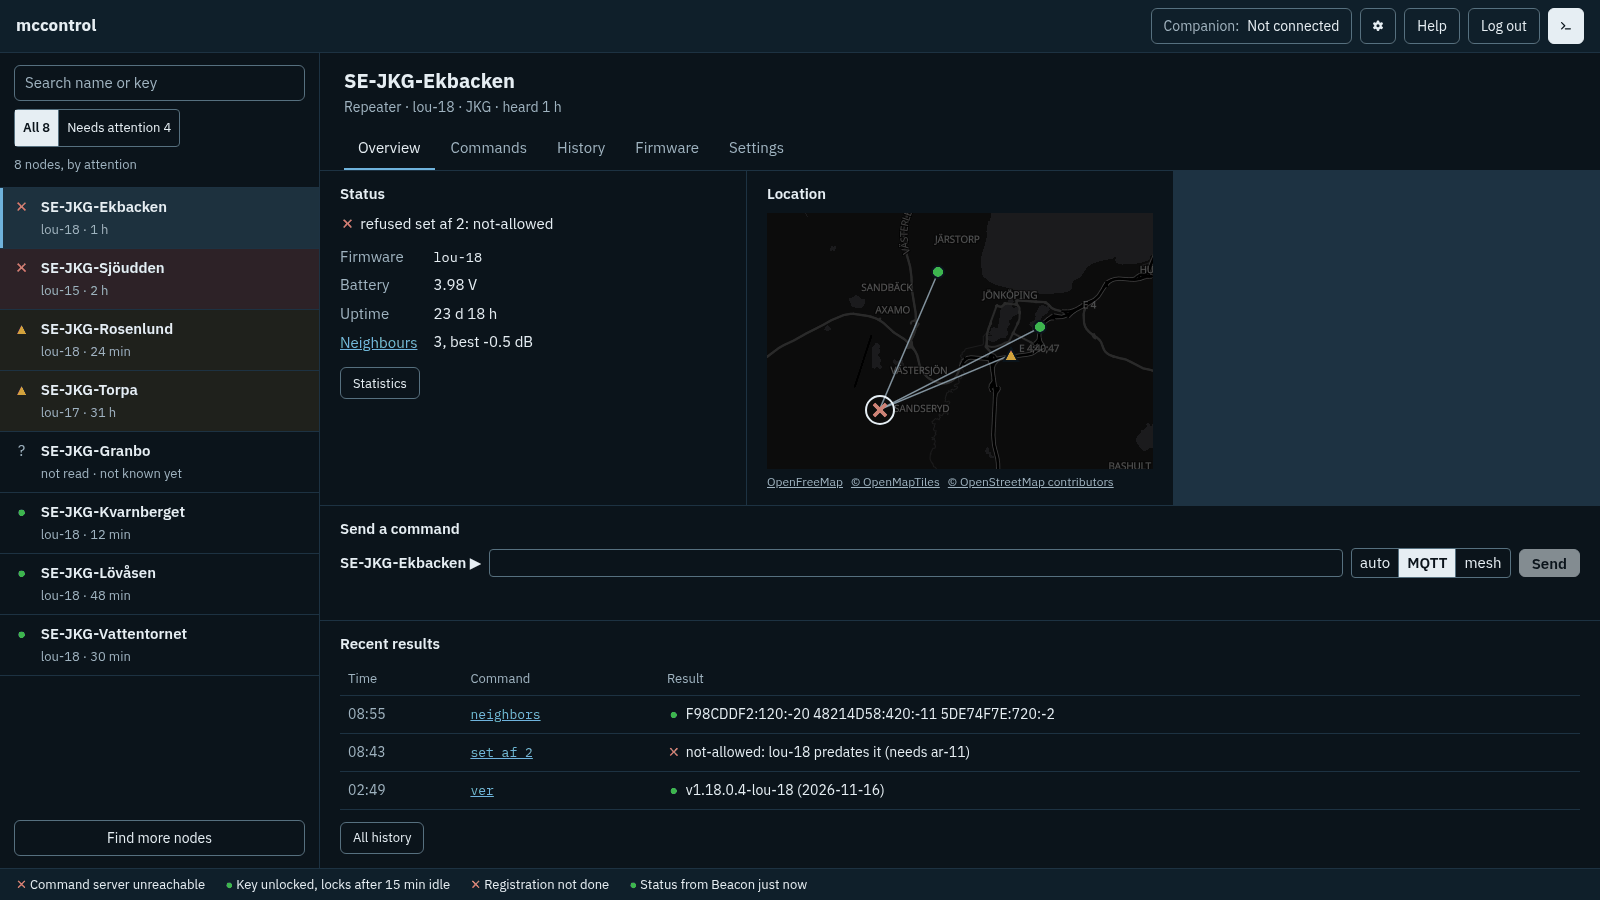 mccontrol
Companion: Not connected
Help
Log out
Search name or key
All 8
Needs attention 4
8 nodes, by attention
SE-JKG-Ekbacken
lou-18 · 1 h
SE-JKG-Sjöudden
lou-15 · 2 h
SE-JKG-Rosenlund
lou-18 · 24 min
SE-JKG-Torpa
lou-17 · 31 h
? SE-JKG-Granbo
not read · not known yet
SE-JKG-Kvarnberget
lou-18 · 12 min
SE-JKG-Lövåsen
lou-18 · 48 min
SE-JKG-Vattentornet
lou-18 · 30 min
Find more nodes
SE-JKG-Ekbacken
Repeater · lou-18 · JKG · heard 1 h
Overview Commands History Firmware Settings
Status
refused set af 2: not-allowed
Firmware lou-18
Battery 3.98 V
Uptime 23 d 18 h
Neighbours 3, best -0.5 dB
Statistics
Location
JÄRSTORP
SANDBÄCK
JÖNKÖPING
HU
E 4
AXAMO
VÄSTERSJÖN
SANDSERYD
BASHULT
OpenFreeMap © OpenMapTiles © OpenStreetMap contributors
Send a command
SE-JKG-Ekbacken ▶
auto MQTT mesh Send
Recent results
Time Command Result
08:55 neighbors F98CDDF2:120:-20 48214D58:420:-11 5DE74F7E:720:-2
08:43 set af 2 not-allowed: lou-18 predates it (needs ar-11)
02:49 ver v1.18.0.4-lou-18 (2026-11-16)
All history
Command server unreachable
Key unlocked, locks after 15 min idle
Registration not done
Status from Beacon just now